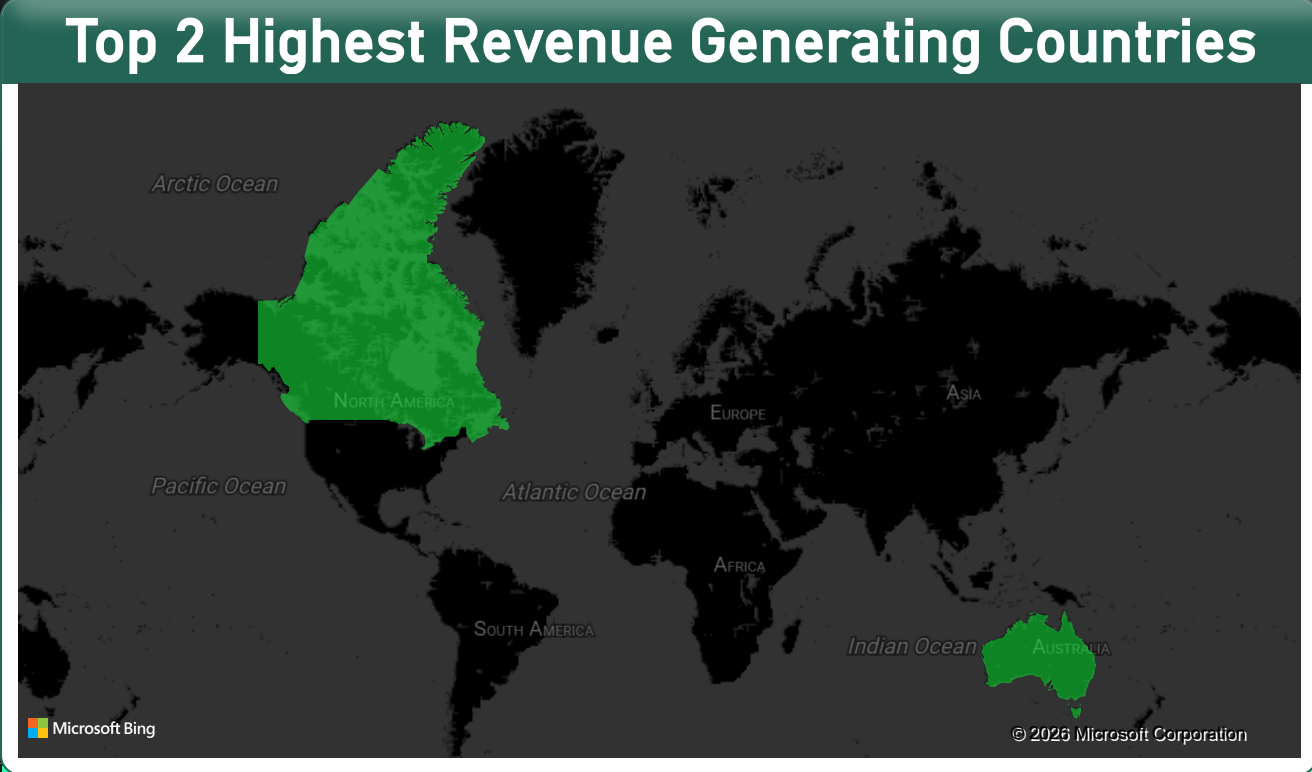 Top 2 Highest Revenue Generating Countries
Arctic Ocean
North America
Asia
Europe
Pacific Ocean
Atlantic Ocean
Africa
South America
Indian Ocean
Australia
Microsoft Bing
© 2026 Microsoft Corporation